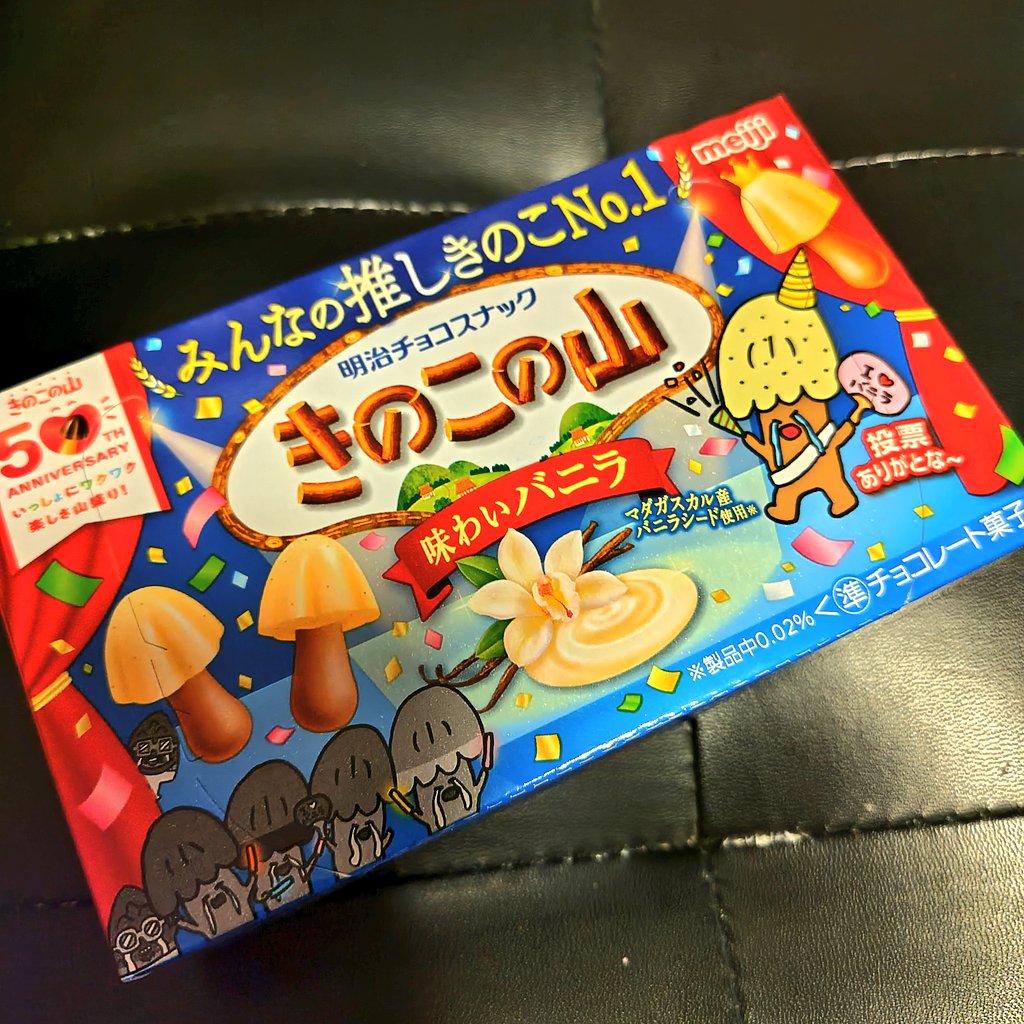 meiji
みんなの推しきのこNo.1
明治チョコスナック
きのこの山
味わいバニラ
マダガスカル産
バニラシード使用※
きのこの山
50TH
ANNIVERSARY
いっしょにワクワク
楽しさ山盛り!
I ❤
バニラ
投票
ありがとな〜
※製品中0.02%
<準チョコレート菓子